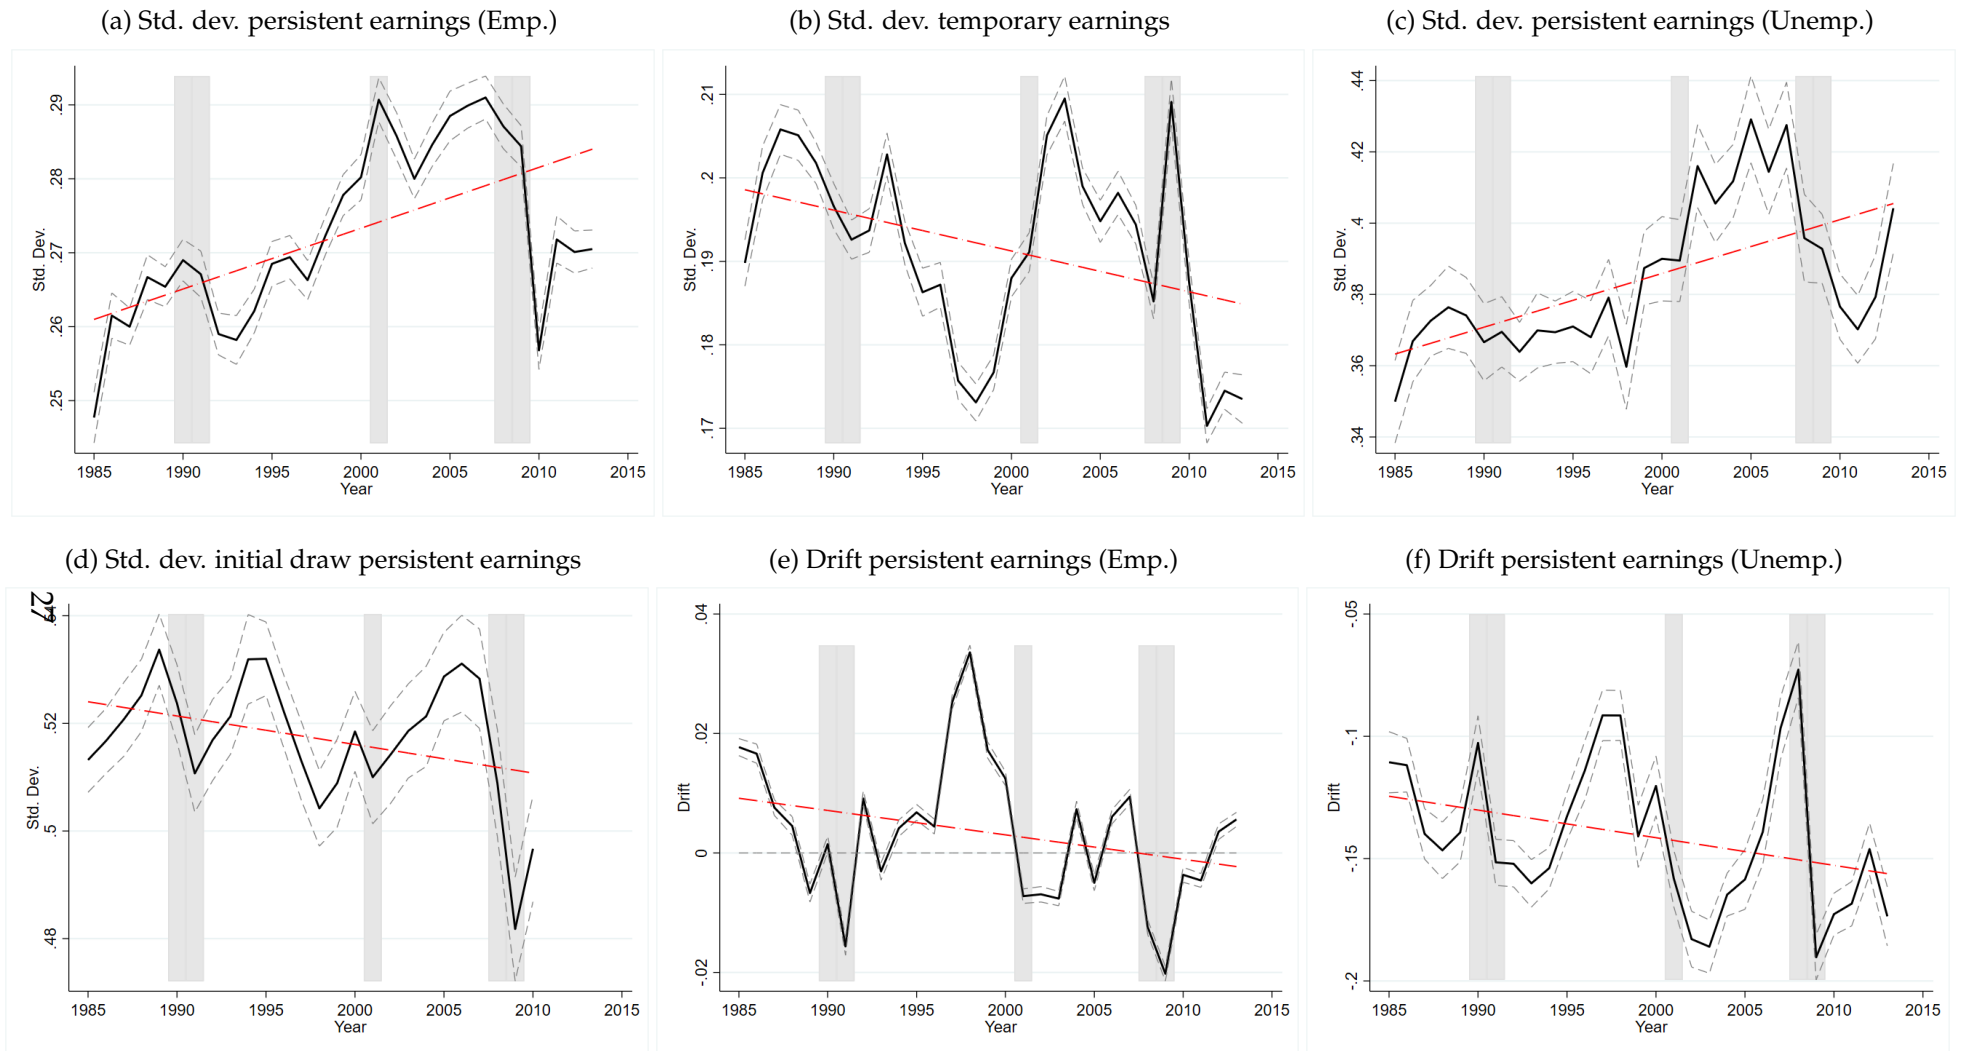 (a) Std. dev. persistent earnings (Emp.)
(b) Std. dev. temporary earnings
(c) Std. dev. persistent earnings (Unemp.)
Std. Dev.
.29
.28
.27
.26
.25
1985 1990 1995 2000 2005 2010 2015
Year
Std. Dev.
.21
.2
.19
.18
.17
1985 1990 1995 2000 2005 2010 2015
Year
Std. Dev.
.44
.42
.4
.38
.36
.34
1985 1990 1995 2000 2005 2010 2015
Year
(d) Std. dev. initial draw persistent earnings
(e) Drift persistent earnings (Emp.)
(f) Drift persistent earnings (Unemp.)
27
Std. Dev.
.52
.5
.48
1985 1990 1995 2000 2005 2010 2015
Year
Drift
.04
.02
0
-.02
1985 1990 1995 2000 2005 2010 2015
Year
Drift
-.05
-.1
-.15
-.2
1985 1990 1995 2000 2005 2010 2015
Year